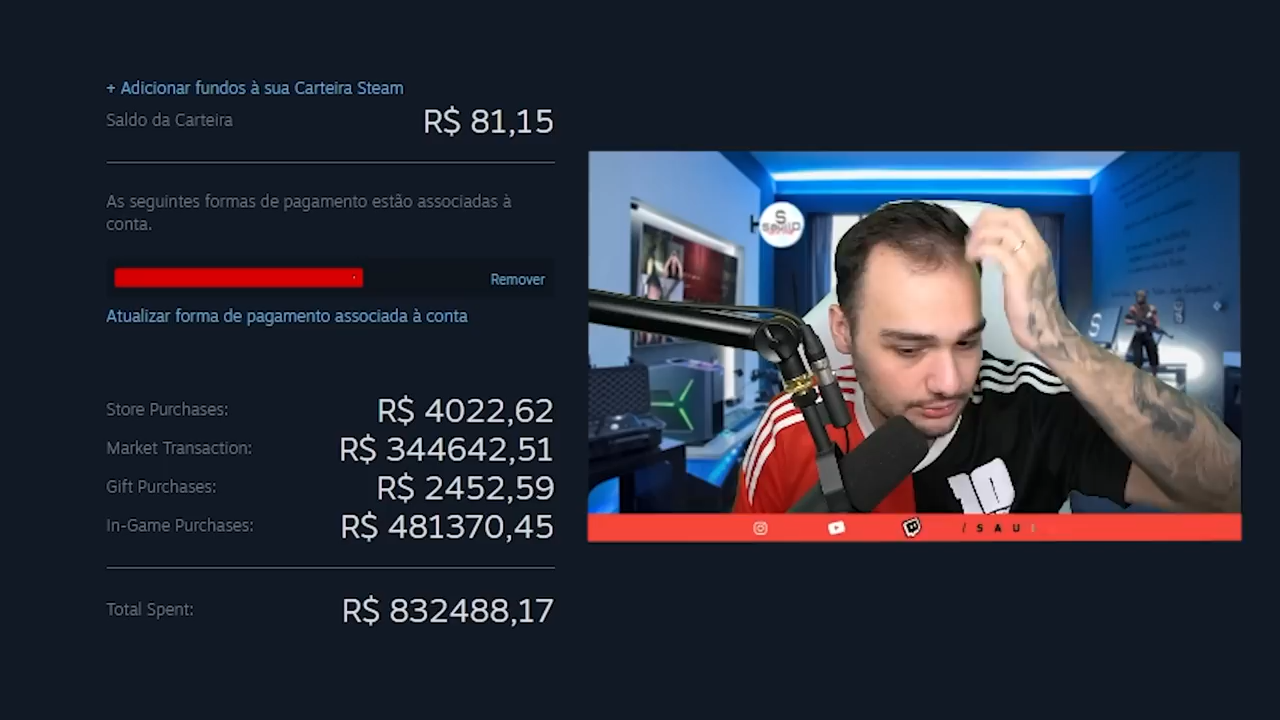 + Adicionar fundos à sua Carteira Steam
Saldo da Carteira R$ 81,15
As seguintes formas de pagamento estão associadas à
conta.
Remover
Atualizar forma de pagamento associada à conta
Store Purchases: R$ 4022,62
Market Transaction: R$ 344642,51
Gift Purchases: R$ 2452,59
In-Game Purchases: R$ 481370,45
Total Spent: R$ 832488,17
S
S
10
/ S A U